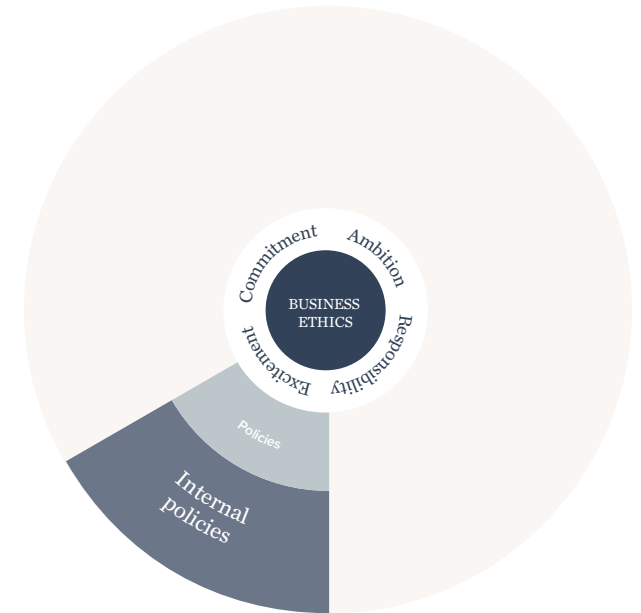 Commitment
Ambition
Responsibility
Excitement
BUSINESS
ETHICS
Policies
Internal
policies